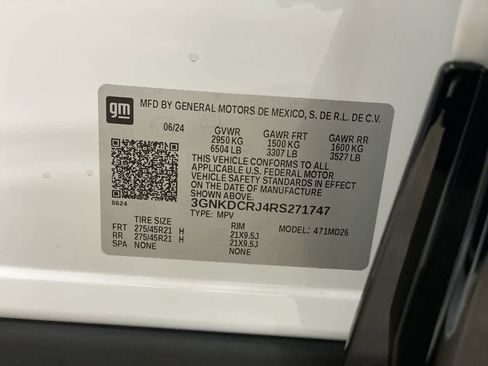 gm
MFD BY GENERAL MOTORS DE MEXICO, S. DE R.L. DE C.V.
06/24 GVWR GAWR FRT GAWR RR
2950 KG 1500 KG 1600 KG
6504 LB 3307 LB 3527 LB
THIS VEHICLE CONFORMS TO ALL
APPLICABLE U.S. FEDERAL MOTOR
VEHICLE SAFETY STANDARDS IN EFFECT
ON THE DATE OF MANUFACTURE
SHOWN ABOVE.
8624
3GNKDCRJ4RS271747
TYPE: MPV
MODEL: 471MD26
TIRE SIZE RIM
FRT 275/45R21 H 21X9.5J
RR 275/45R21 H 21X9.5J
SPA NONE NONE